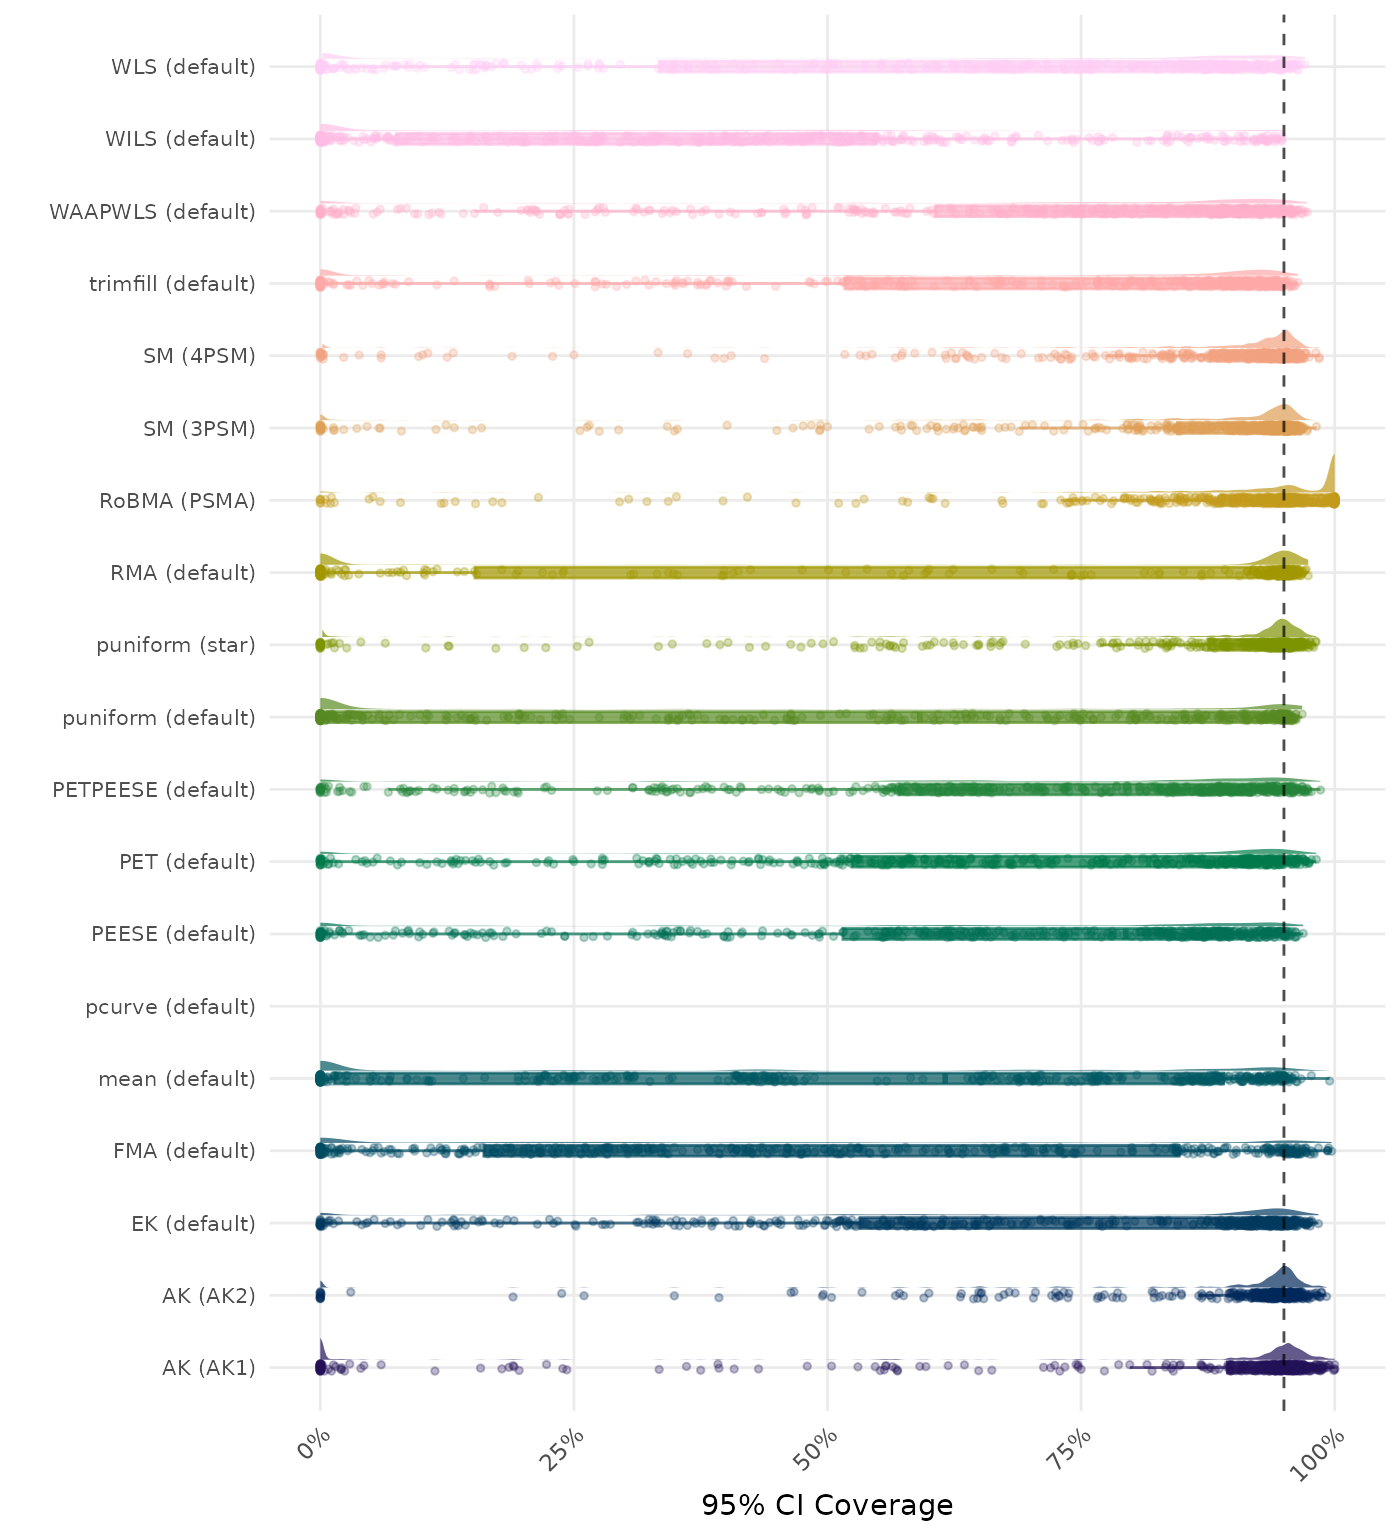 WLS (default)
WILS (default)
WAAPWLS (default)
trimfill (default)
SM (4PSM)
SM (3PSM)
RoBMA (PSMA)
RMA (default)
puniform (star)
puniform (default)
PETPEESE (default)
PET (default)
PEESE (default)
pcurve (default)
mean (default)
FMA (default)
EK (default)
AK (AK2)
AK (AK1)
0%
25%
50%
75%
100%
95% CI Coverage